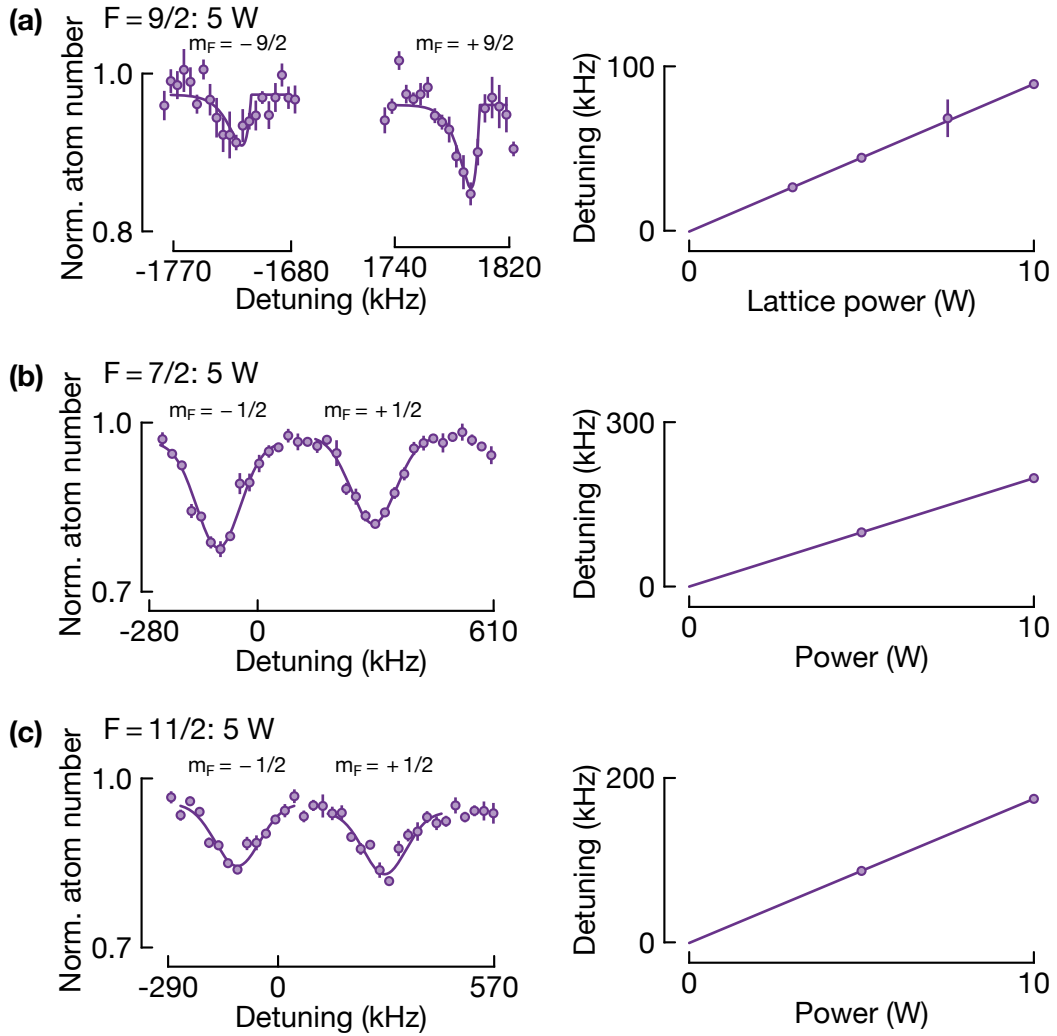 (a)
F = 9/2: 5 W
Norm. atom number
1.0
0.8
m_F = − 9/2
m_F = + 9/2
-1770
-1680
1740
1820
Detuning (kHz)
Detuning (kHz)
100
0
0
10
Lattice power (W)
(b)
F = 7/2: 5 W
Norm. atom number
1.0
0.7
m_F = − 1/2
m_F = + 1/2
-280
0
610
Detuning (kHz)
Detuning (kHz)
300
0
0
10
Power (W)
(c)
F = 11/2: 5 W
Norm. atom number
1.0
0.7
m_F = − 1/2
m_F = + 1/2
-290
0
570
Detuning (kHz)
Detuning (kHz)
200
0
0
10
Power (W)